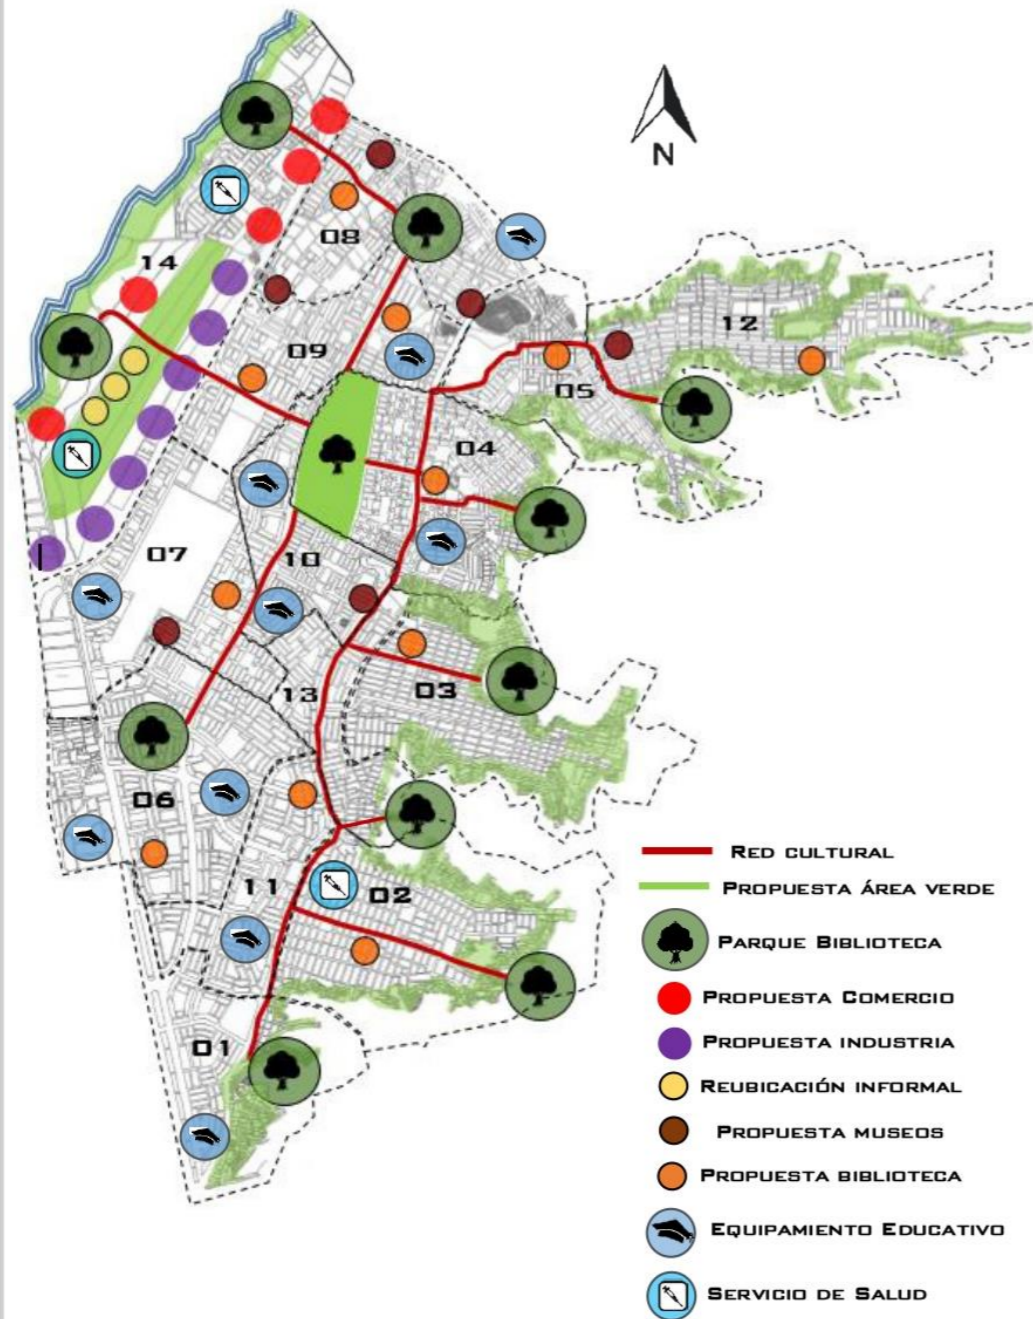 N
08
14
12
09
05
04
07
10
03
13
06
11
02
01
RED CULTURAL
PROPUESTA ÁREA VERDE
PARQUE BIBLIOTECA
PROPUESTA COMERCIO
PROPUESTA INDUSTRIA
REUBICACIÓN INFORMAL
PROPUESTA MUSEOS
PROPUESTA BIBLIOTECA
EQUIPAMIENTO EDUCATIVO
SERVICIO DE SALUD